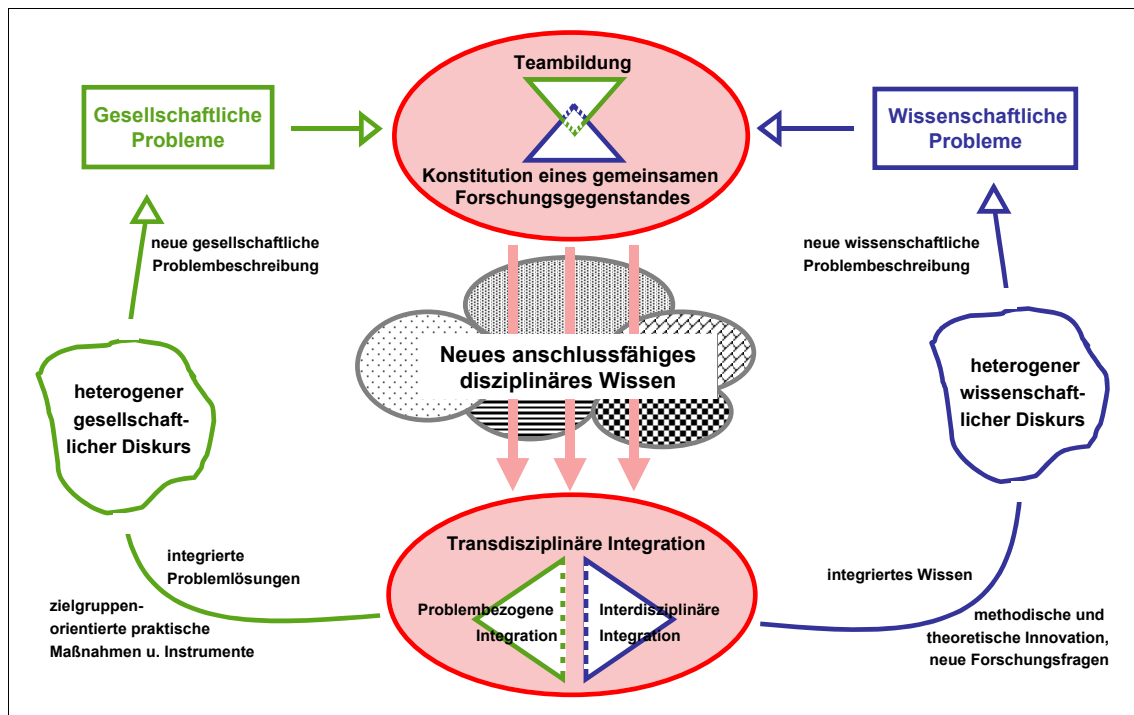 Teambildung
Gesellschaftliche
Probleme
Wissenschaftliche
Probleme
Konstitution eines gemeinsamen
Forschungsgegenstandes
neue gesellschaftliche
Problembeschreibung
neue wissenschaftliche
Problembeschreibung
Neues anschlussfähiges
disziplinäres Wissen
heterogener
gesellschaft-
licher Diskurs
heterogener
wissenschaft-
licher Diskurs
Transdisziplinäre Integration
integrierte
Problemlösungen
integriertes Wissen
Problembezogene
Integration
Interdisziplinäre
Integration
zielgruppen-
orientierte praktische
Maßnahmen u. Instrumente
methodische und
theoretische Innovation,
neue Forschungsfragen